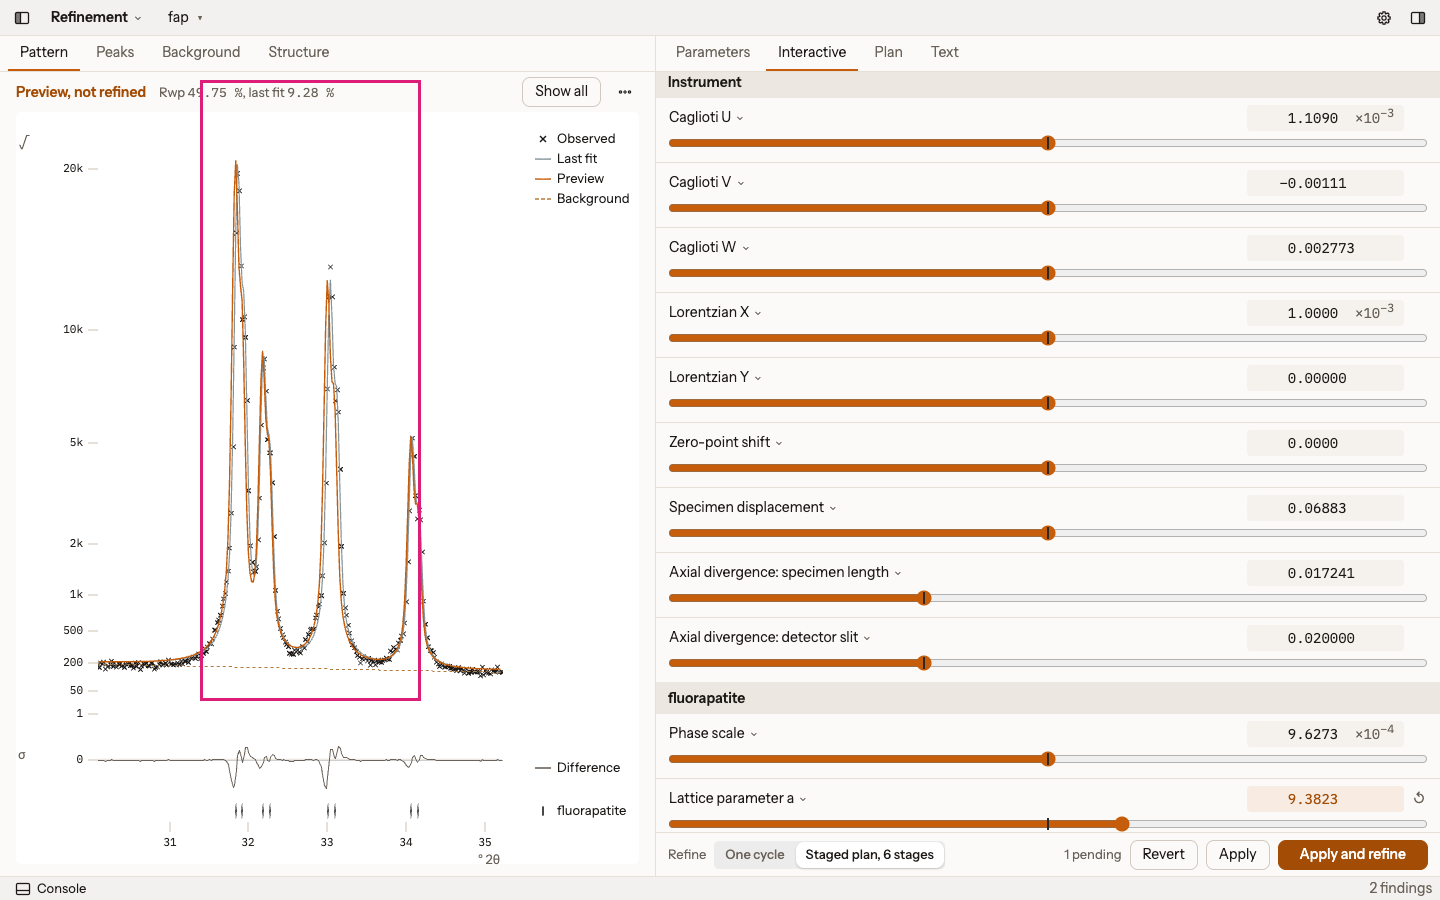 Refinement fap
Pattern Peaks Background Structure
Parameters Interactive Plan Text
Preview, not refined Rwp 49.75 %, last fit 9.28 % Show all
√
20k
10k
5k
2k
1k
500
200
50
1
σ
0
Observed
Last fit
Preview
Background
Difference
fluorapatite
31 32 33 34 35
°2θ
Instrument
Caglioti U 1.1090 ×10−3
Caglioti V −0.00111
Caglioti W 0.002773
Lorentzian X 1.0000 ×10−3
Lorentzian Y 0.00000
Zero-point shift 0.0000
Specimen displacement 0.06883
Axial divergence: specimen length 0.017241
Axial divergence: detector slit 0.020000
fluorapatite
Phase scale 9.6273 ×10−4
Lattice parameter a 9.3823
Refine One cycle Staged plan, 6 stages 1 pending Revert Apply Apply and refine
Console 2 findings